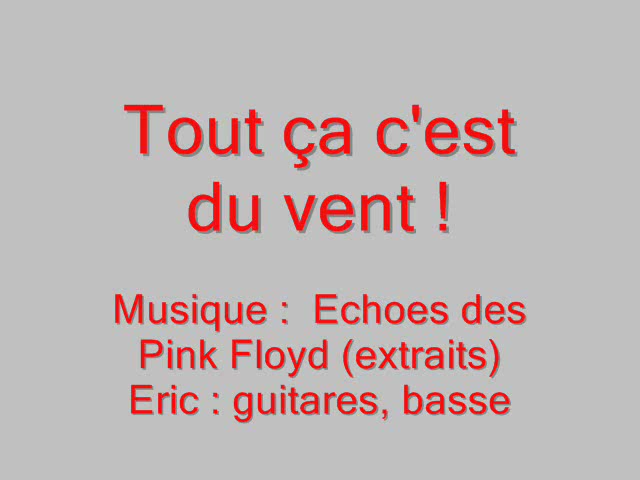 Tout ça c'est
du vent !
Musique :  Echoes des
Pink Floyd (extraits)
Eric : guitares, basse